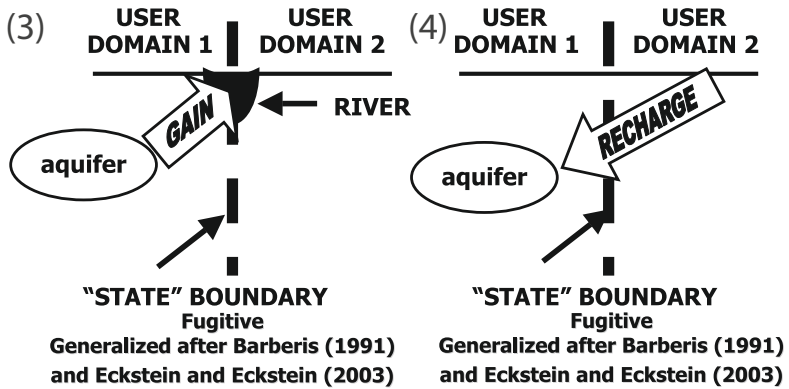 (3)
USER
DOMAIN 1
USER
DOMAIN 2
GAIN
RIVER
aquifer
"STATE" BOUNDARY
Fugitive
Generalized after Barberis (1991)
and Eckstein and Eckstein (2003)
(4)
USER
DOMAIN 1
USER
DOMAIN 2
RECHARGE
aquifer
"STATE" BOUNDARY
Fugitive
Generalized after Barberis (1991)
and Eckstein and Eckstein (2003)